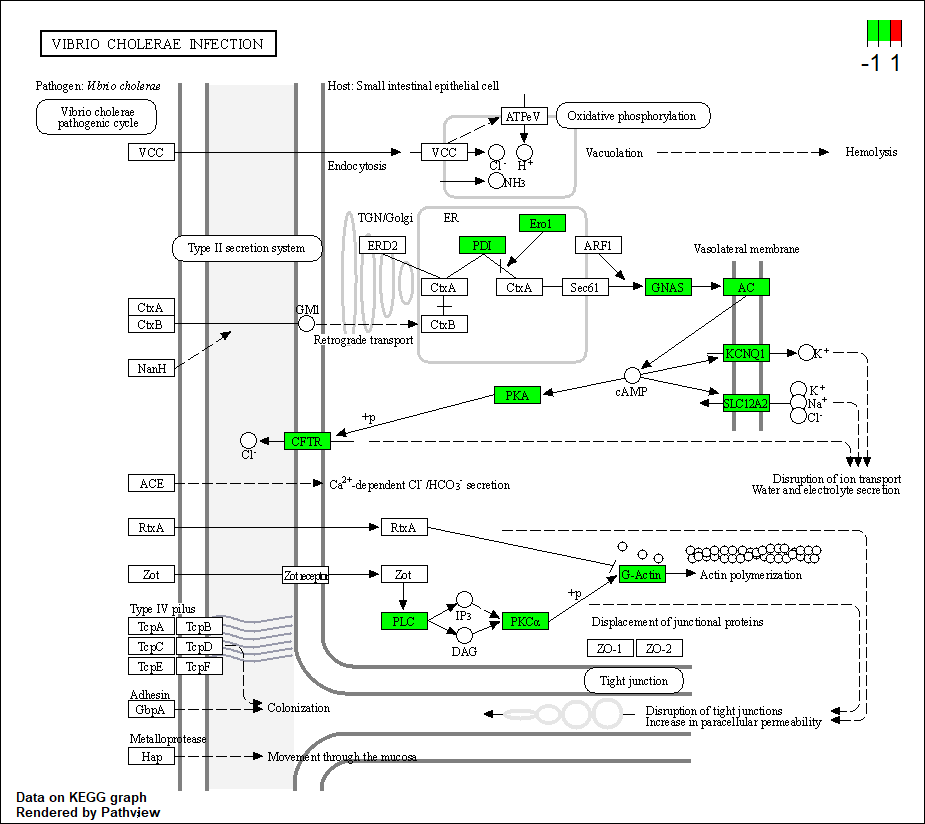 VIBRIO CHOLERAE INFECTION
-1 1
Pathogen: Vibrio cholerae
Host: Small intestinal epithelial cell
Vibrio cholerae
pathogenic cycle
ATPeV
Oxidative phosphorylation
VCC
Endocytosis
VCC
Cl-
H+
NH3
Vacuolation
Hemolysis
TGN/Golgi
ER
Ero1
Type II secretion system
ERD2
PDI
ARF1
Vasolateral membrane
CtxA
CtxA
Sec61
GNAS
AC
CtxA
CtxB
GM1
CtxB
Retrograde transport
NanH
KCNQ1
K+
cAMP
PKA
SLC12A2
K+
Na+
Cl-
+p
CFTR
Cl-
Disruption of ion transport
Water and electrolyte secretion
ACE
Ca2+-dependent Cl- /HCO3- secretion
RtxA
RtxA
Zot
Zot receptor
Zot
G-Actin
Actin polymerization
+p
Type IV pilus
TcpA
TcpB
TcpC
TcpD
TcpE
TcpF
PLC
IP3
DAG
PKCα
Displacement of junctional proteins
ZO-1
ZO-2
Tight junction
Adhesin
GbpA
Colonization
Disruption of tight junctions
Increase in paracellular permeability
Metalloprotease
Hap
Movement through the mucosa
Data on KEGG graph
Rendered by Pathview